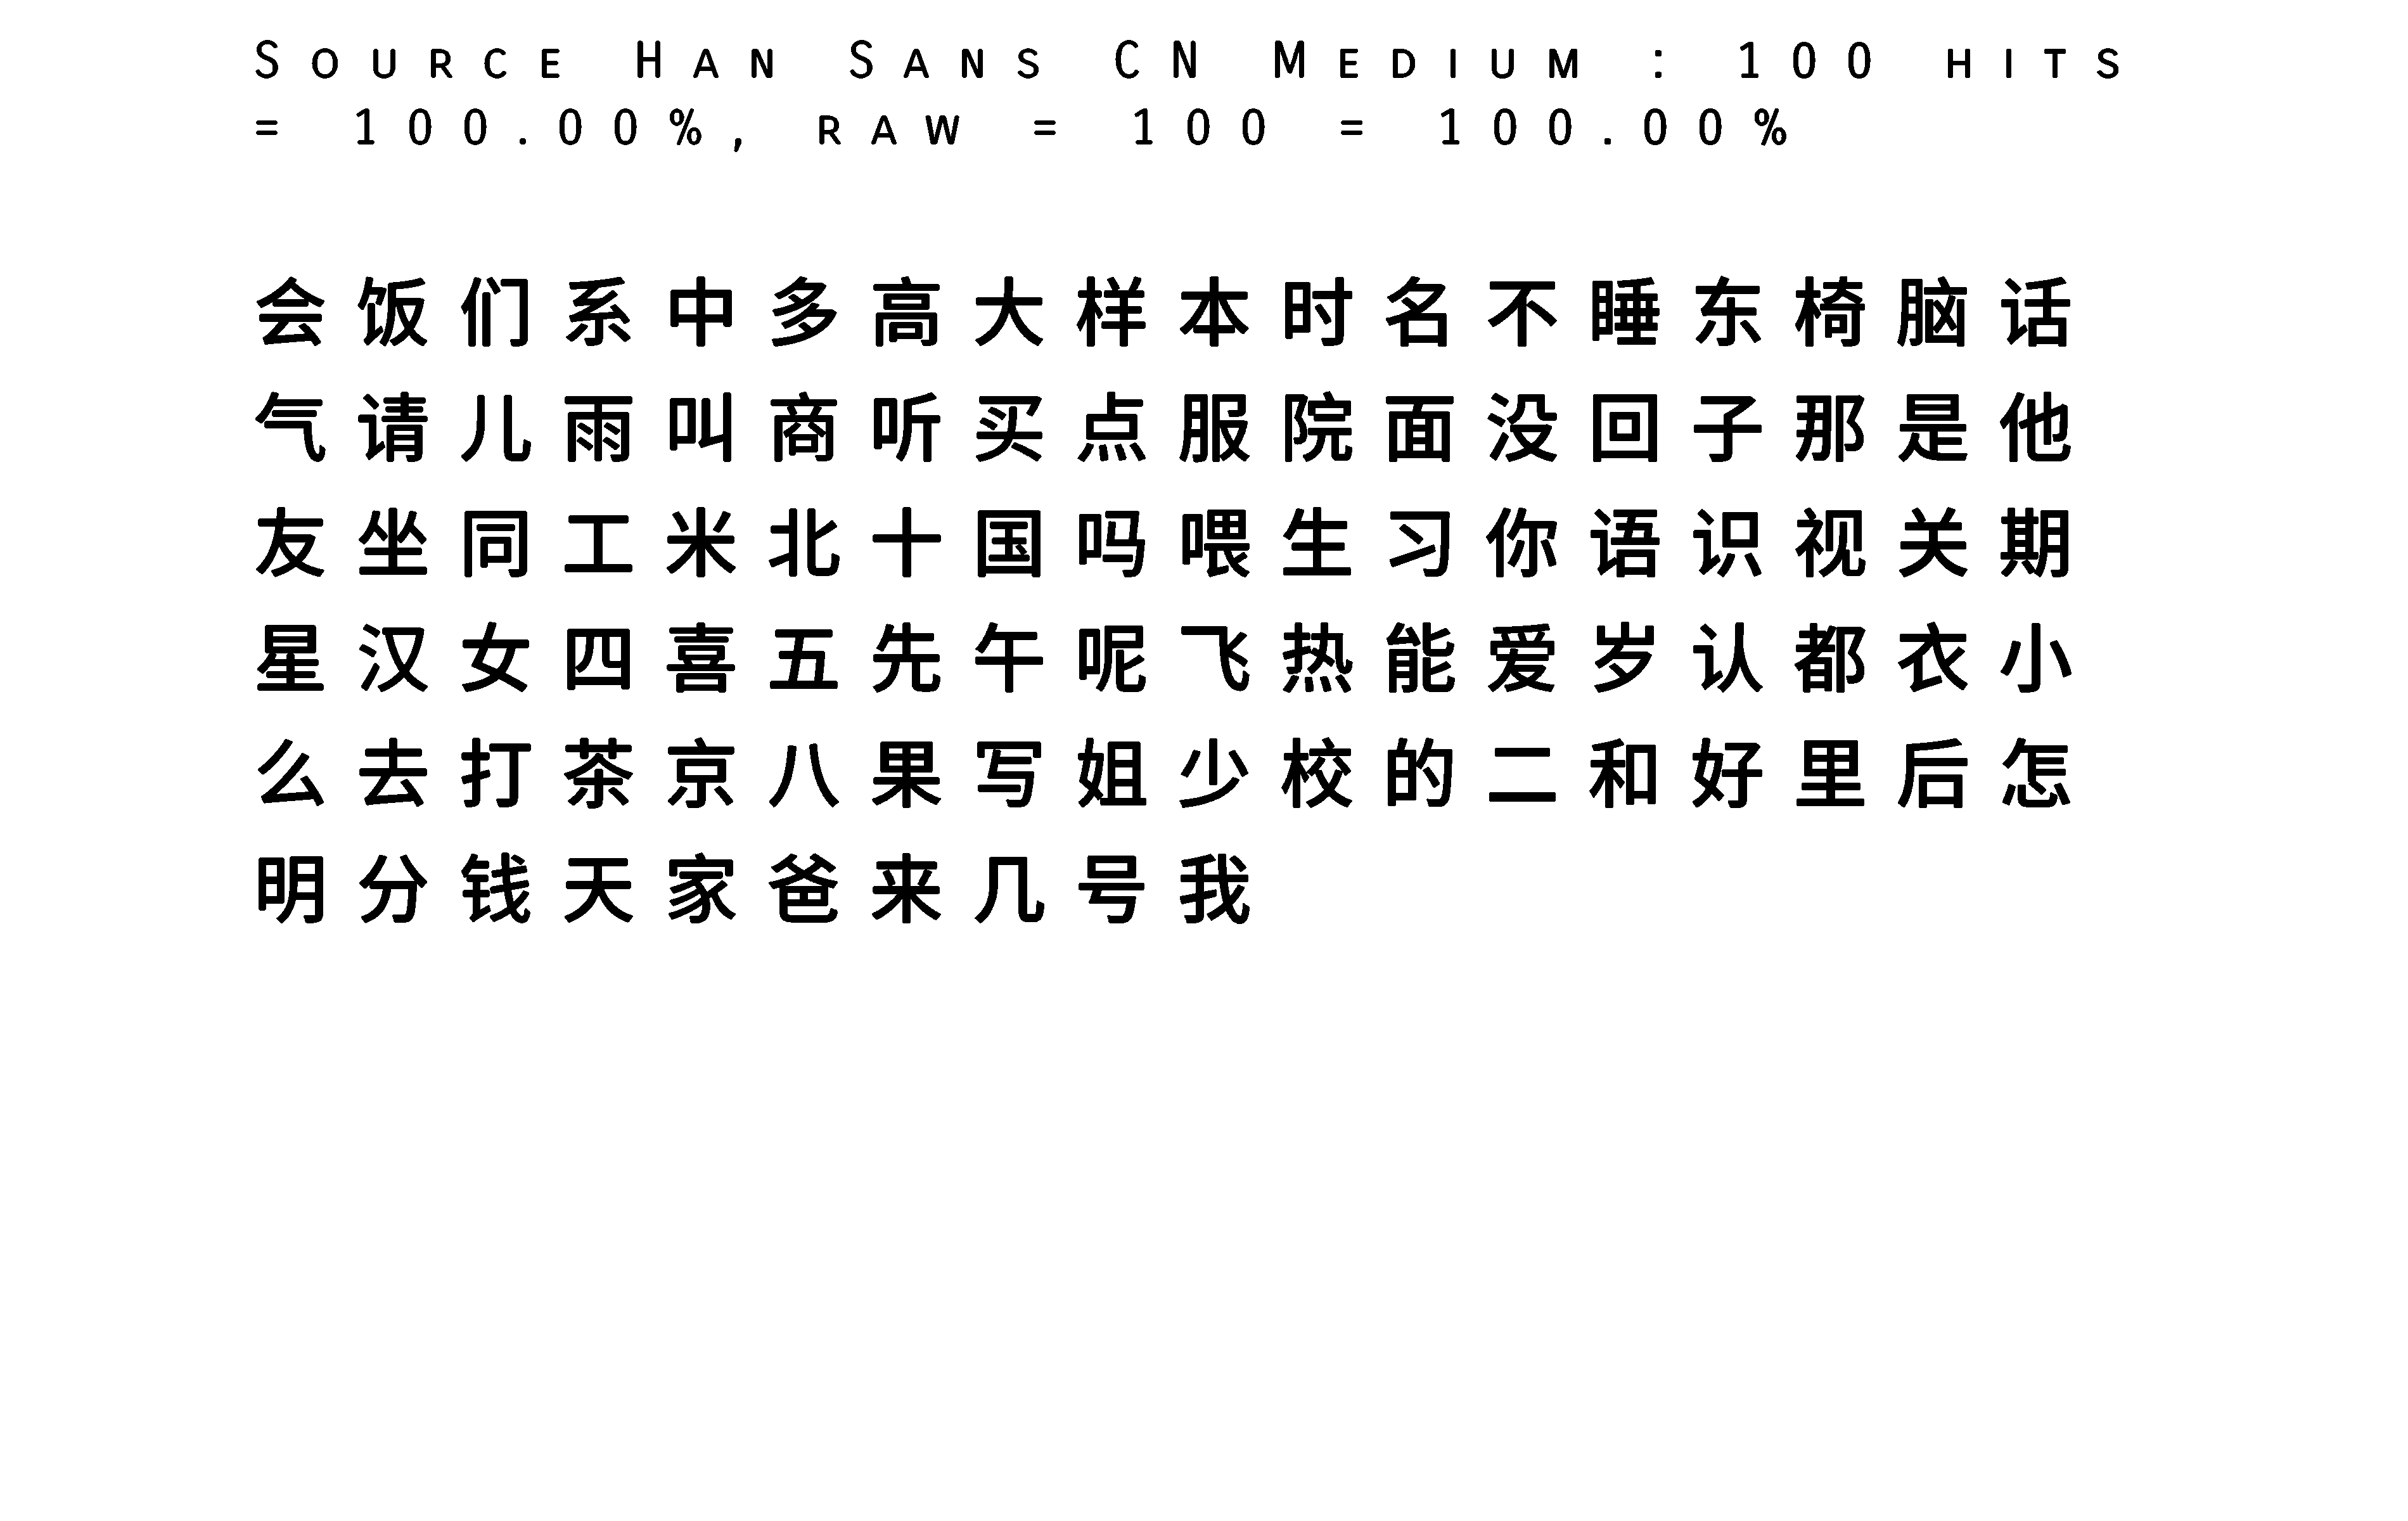 Source Han Sans CN Medium : 100 hits
= 100.00%, raw = 100 = 100.00%
会饭们系中多高大样本时名不睡东椅脑话
气请儿雨叫商听买点服院面没回子那是他
友坐同工米北十国吗喂生习你语识视关期
星汉女四喜五先午呢飞热能爱岁认都衣小
么去打茶京八果写姐少校的二和好里后怎
明分钱天家爸来几号我